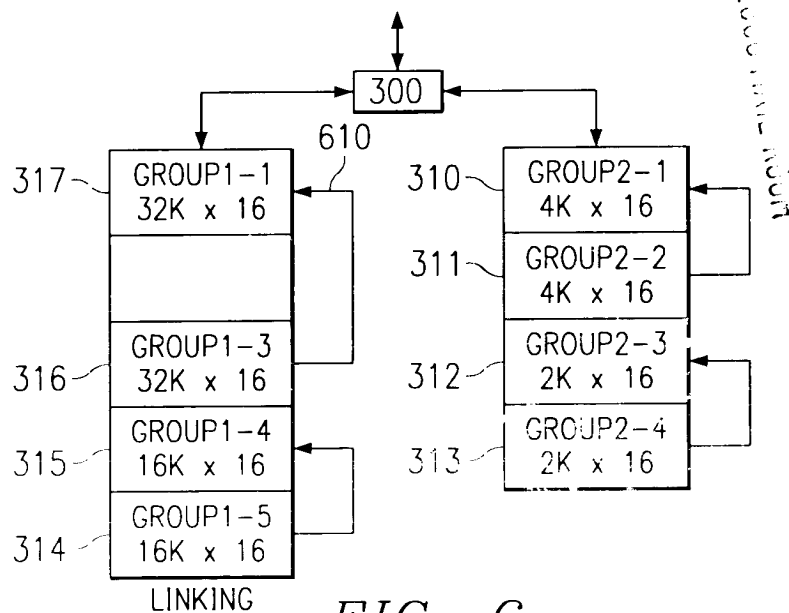 300
610
317
GROUP1-1
32K x 16
316
GROUP1-3
32K x 16
315
GROUP1-4
16K x 16
314
GROUP1-5
16K x 16
LINKING
310
GROUP2-1
4K x 16
311
GROUP2-2
4K x 16
312
GROUP2-3
2K x 16
313
GROUP2-4
2K x 16